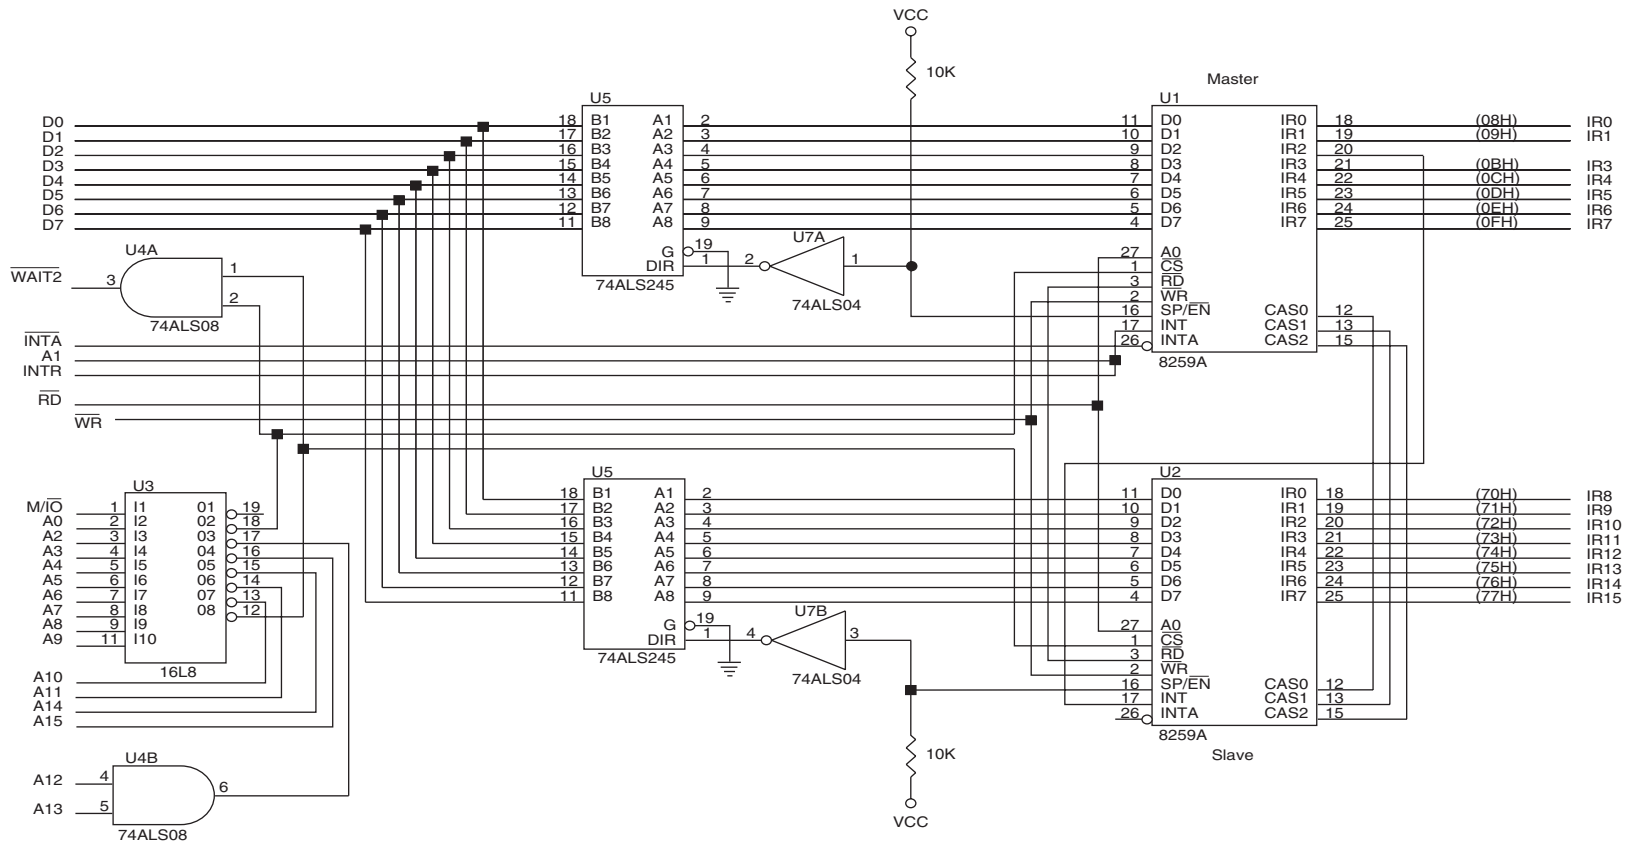 VCC
10K
Master
U5
U1
D0 18 B1 A1 2 11 D0 IR0 18 (08H) IR0
D1 17 B2 A2 3 10 D1 IR1 19 (09H) IR1
D2 16 B3 A3 4 9 D2 IR2 20
D3 15 B4 A4 5 8 D3 IR3 21 (0BH) IR3
D4 14 B5 A5 6 7 D4 IR4 22 (0CH) IR4
D5 13 B6 A6 7 6 D5 IR5 23 (0DH) IR5
D6 12 B7 A7 8 5 D6 IR6 24 (0EH) IR6
D7 11 B8 A8 9 4 D7 IR7 25 (0FH) IR7
U4A
U7A
G 19
DIR 1 2 1
74ALS245
74ALS04
27 A0
1 CS
3 RD
2 WR
16 SP/EN CAS0 12
17 INT CAS1 13
26 INTA CAS2 15
8259A
WAIT2 3 1
2
74ALS08
INTA
A1
INTR
RD
WR
U5
U2
U3
M/IO 1 I1 01 19
A0 2 I2 02 18
A2 3 I3 03 17
A3 4 I4 04 16
A4 5 I5 05 15
A5 6 I6 06 14
A6 7 I7 07 13
A7 8 I8 08 12
A8 9 I9
A9 11 I10
16L8
18 B1 A1 2 11 D0 IR0 18 (70H) IR8
17 B2 A2 3 10 D1 IR1 19 (71H) IR9
16 B3 A3 4 9 D2 IR2 20 (72H) IR10
15 B4 A4 5 8 D3 IR3 21 (73H) IR11
14 B5 A5 6 7 D4 IR4 22 (74H) IR12
13 B6 A6 7 6 D5 IR5 23 (75H) IR13
12 B7 A7 8 5 D6 IR6 24 (76H) IR14
11 B8 A8 9 4 D7 IR7 25 (77H) IR15
U7B
G 19
DIR 1 4 3
74ALS245
74ALS04
27 A0
1 CS
3 RD
2 WR
16 SP/EN CAS0 12
17 INT CAS1 13
26 INTA CAS2 15
8259A
Slave
A10
A11
A14
A15
U4B
A12 4
6
A13 5
74ALS08
10K
VCC